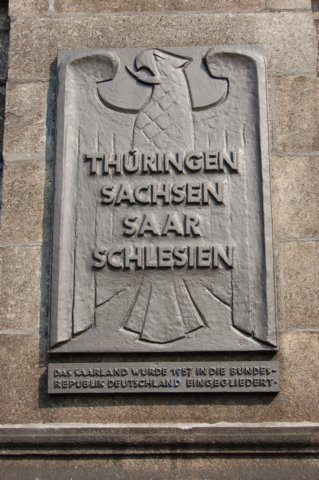 THÜRINGEN
SACHSEN
SAAR
SCHLESIEN
DAS SAARLAND WURDE 1957 IN DIE BUNDES-
REPUBLIK DEUTSCHLAND EINGEGLIEDERT·